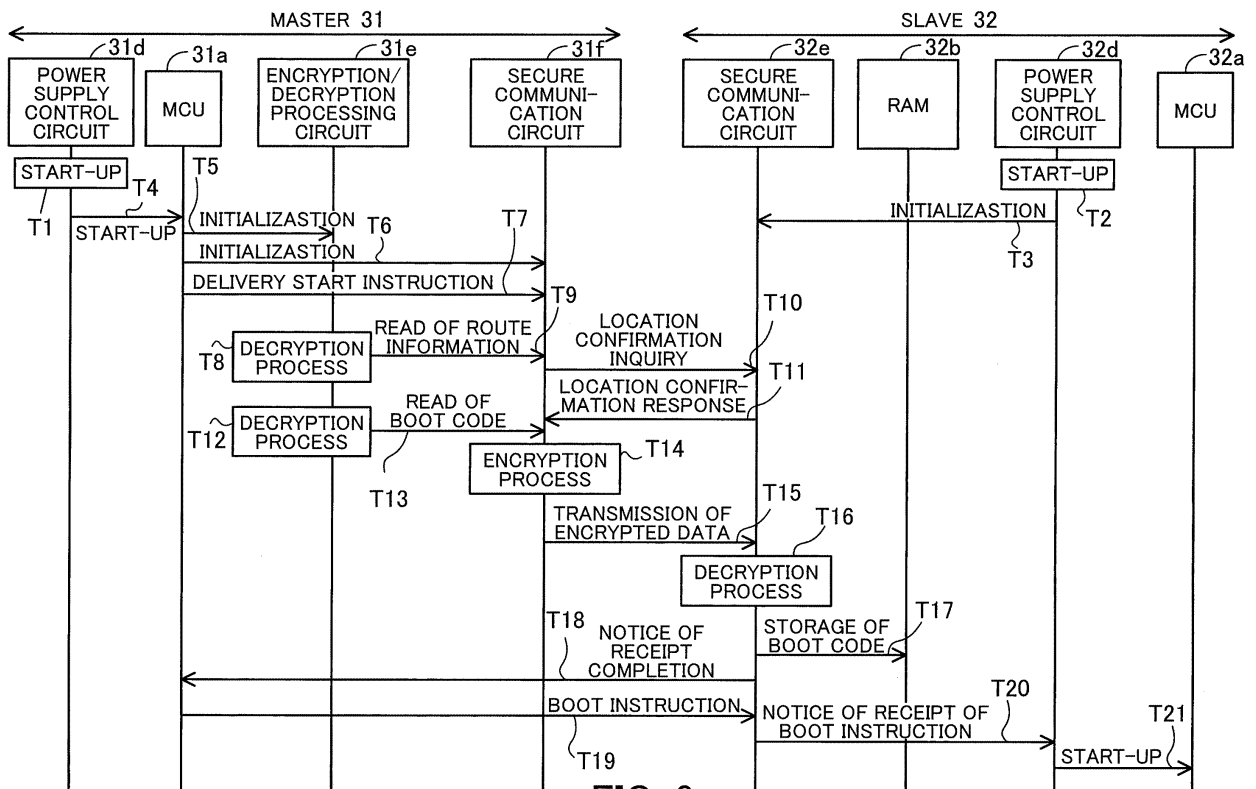 MASTER 31
SLAVE 32
31d
31a
31e
31f
32e
32b
32d
32a
POWER
SUPPLY
CONTROL
CIRCUIT
MCU
ENCRYPTION/
DECRYPTION
PROCESSING
CIRCUIT
SECURE
COMMUNI-
CATION
CIRCUIT
SECURE
COMMUNI-
CATION
CIRCUIT
RAM
POWER
SUPPLY
CONTROL
CIRCUIT
MCU
START-UP
T1
T4
START-UP
T5
INITIALIZASTION
START-UP
T2
INITIALIZASTION
T3
T6
INITIALIZASTION
T7
DELIVERY START INSTRUCTION
T8
DECRYPTION
PROCESS
READ OF ROUTE
INFORMATION
T9
LOCATION
CONFIRMATION
INQUIRY
T10
T11
LOCATION CONFIR-
MATION RESPONSE
T12
DECRYPTION
PROCESS
READ OF
BOOT CODE
T13
ENCRYPTION
PROCESS
T14
TRANSMISSION OF
ENCRYPTED DATA
T15
T16
DECRYPTION
PROCESS
T17
STORAGE OF
BOOT CODE
T18
NOTICE OF
RECEIPT
COMPLETION
BOOT INSTRUCTION
T19
NOTICE OF RECEIPT OF
BOOT INSTRUCTION
T20
START-UP
T21